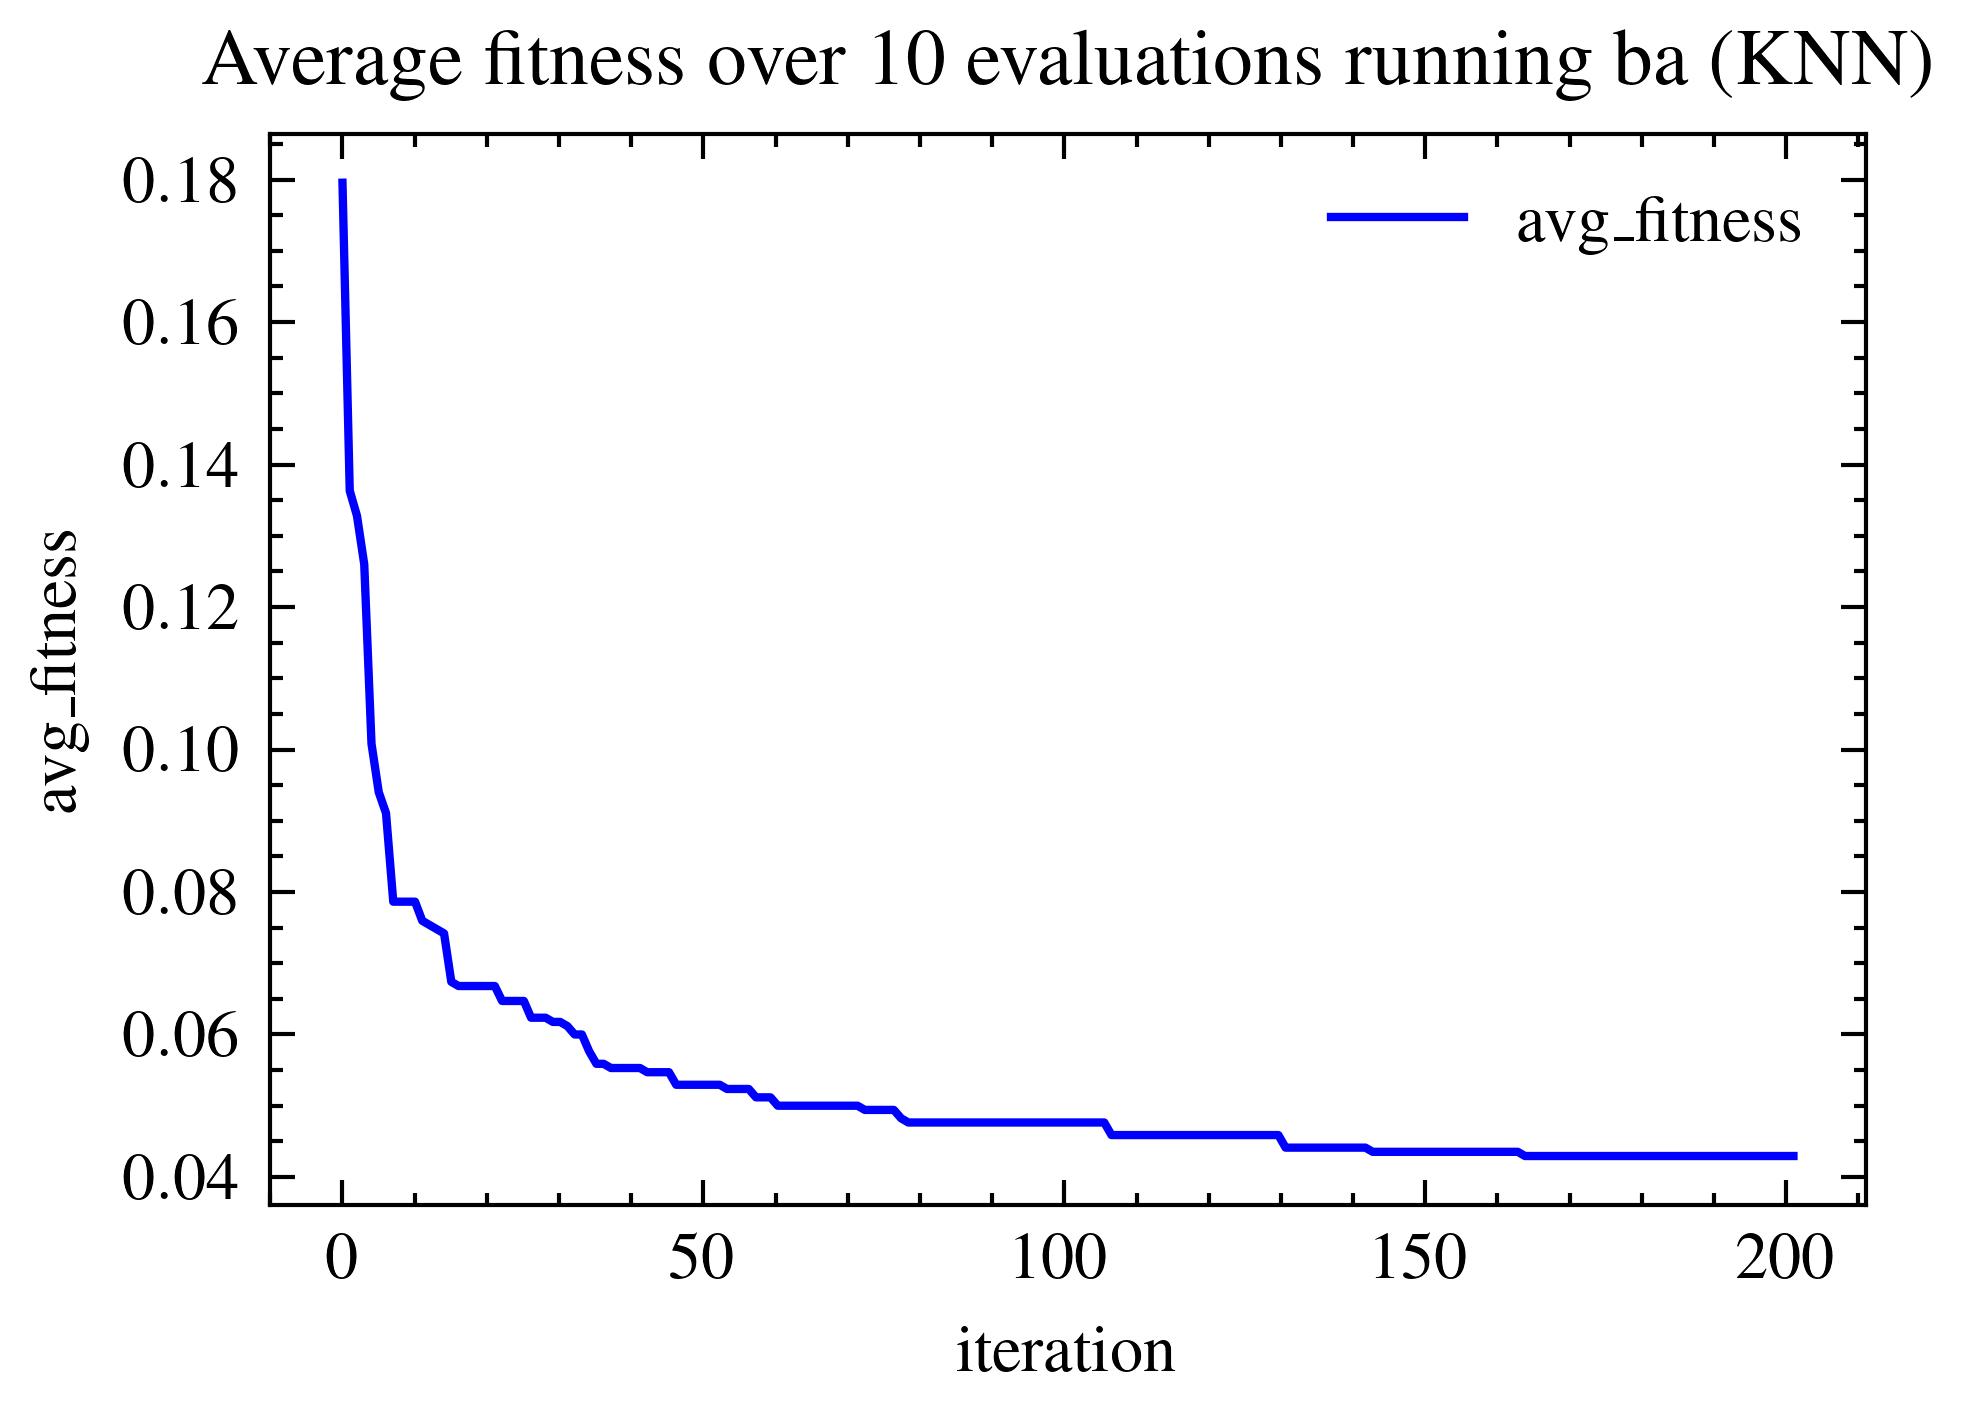 Average fitness over 10 evaluations running ba (KNN)
avg_fitness
0.18
0.16
0.14
0.12
0.10
0.08
0.06
0.04
avg_fitness
0 50 100 150 200
iteration